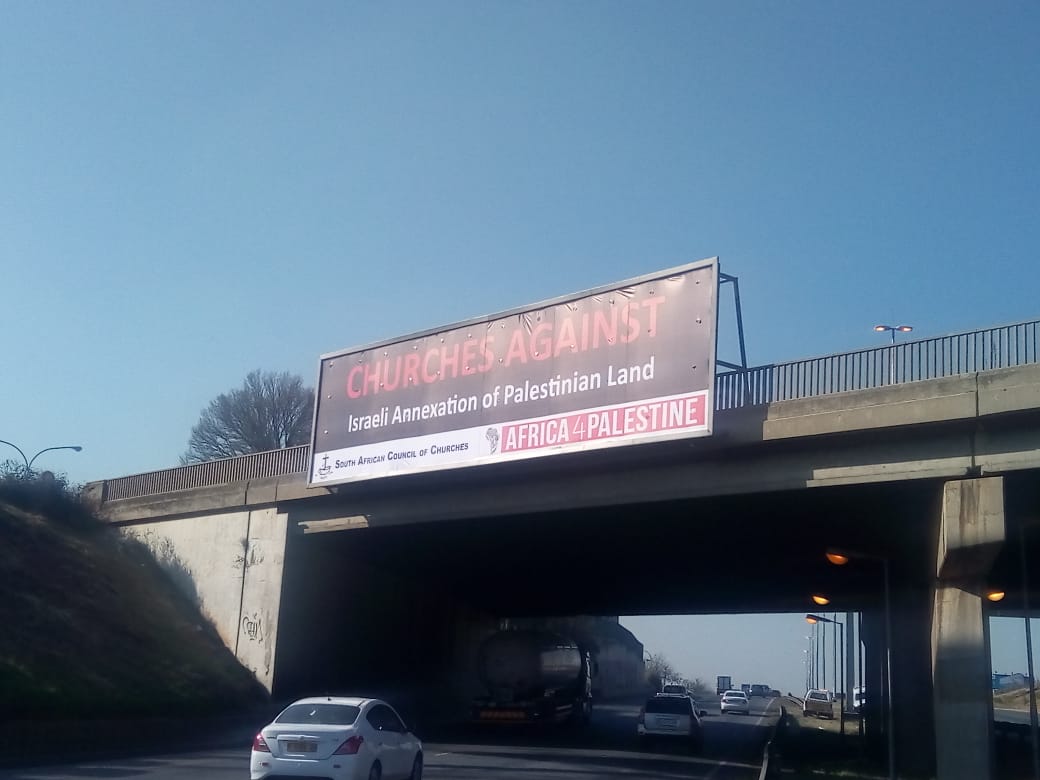 CHURCHES AGAINST
Israeli Annexation of Palestinian Land
SOUTH AFRICAN COUNCIL OF CHURCHES
AFRICA4PALESTINE